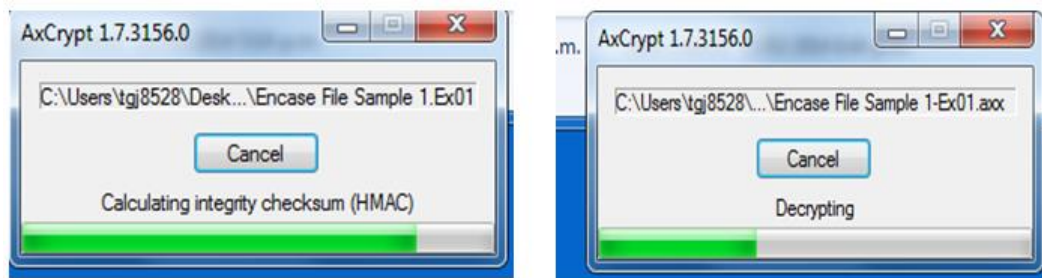 AxCrypt 1.7.3156.0
C:\Users\tgj8528\Desk...\Encase File Sample 1.Ex01
Cancel
Calculating integrity checksum (HMAC)
.m.
AxCrypt 1.7.3156.0
C:\Users\tgj8528\...\Encase File Sample 1-Ex01.axx
Cancel
Decrypting